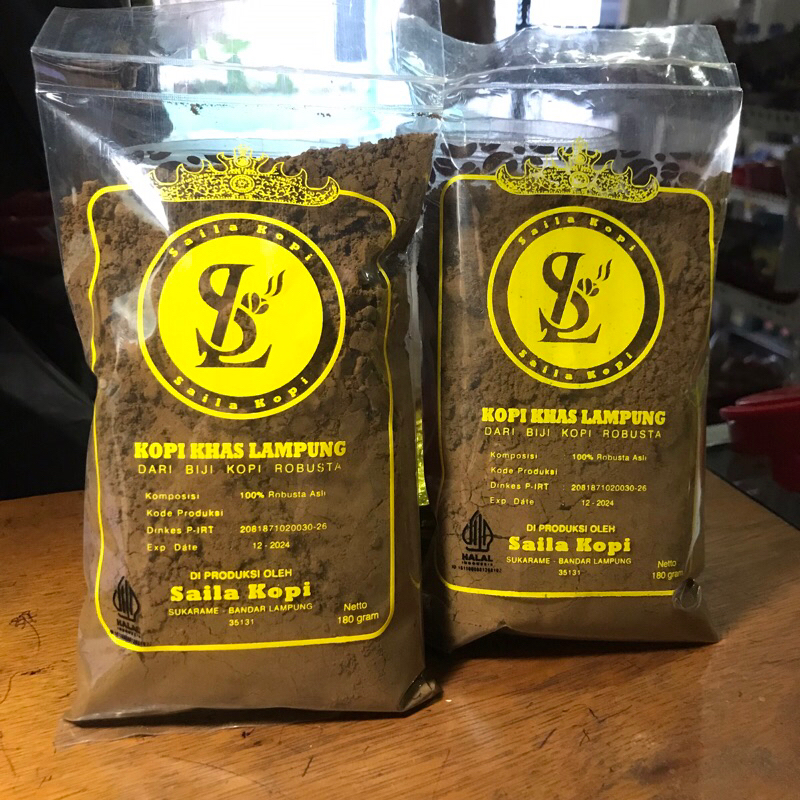 Saila Kopi
SL
Saila Kopi
KOPI KHAS LAMPUNG
DARI BIJI KOPI ROBUSTA
Komposisi 100% Robusta Asli
Kode Produksi
Dinkes P-IRT 2081871020030-26
Exp Date 12 - 2024
DI PRODUKSI OLEH
Saila Kopi
SUKARAME - BANDAR LAMPUNG
35131
Netto
180 gram
HALAL
Saila Kopi
SL
Saila Kopi
KOPI KHAS LAMPUNG
DARI BIJI KOPI ROBUSTA
Komposisi 100% Robusta Asli
Kode Produksi
Dinkes P-IRT 2081871020030-26
Exp Date 12 - 2024
DI PRODUKSI OLEH
Saila Kopi
SUKARAME - BANDAR LAMPUNG
35131
Netto
180 gram
HALAL
INDONESIA